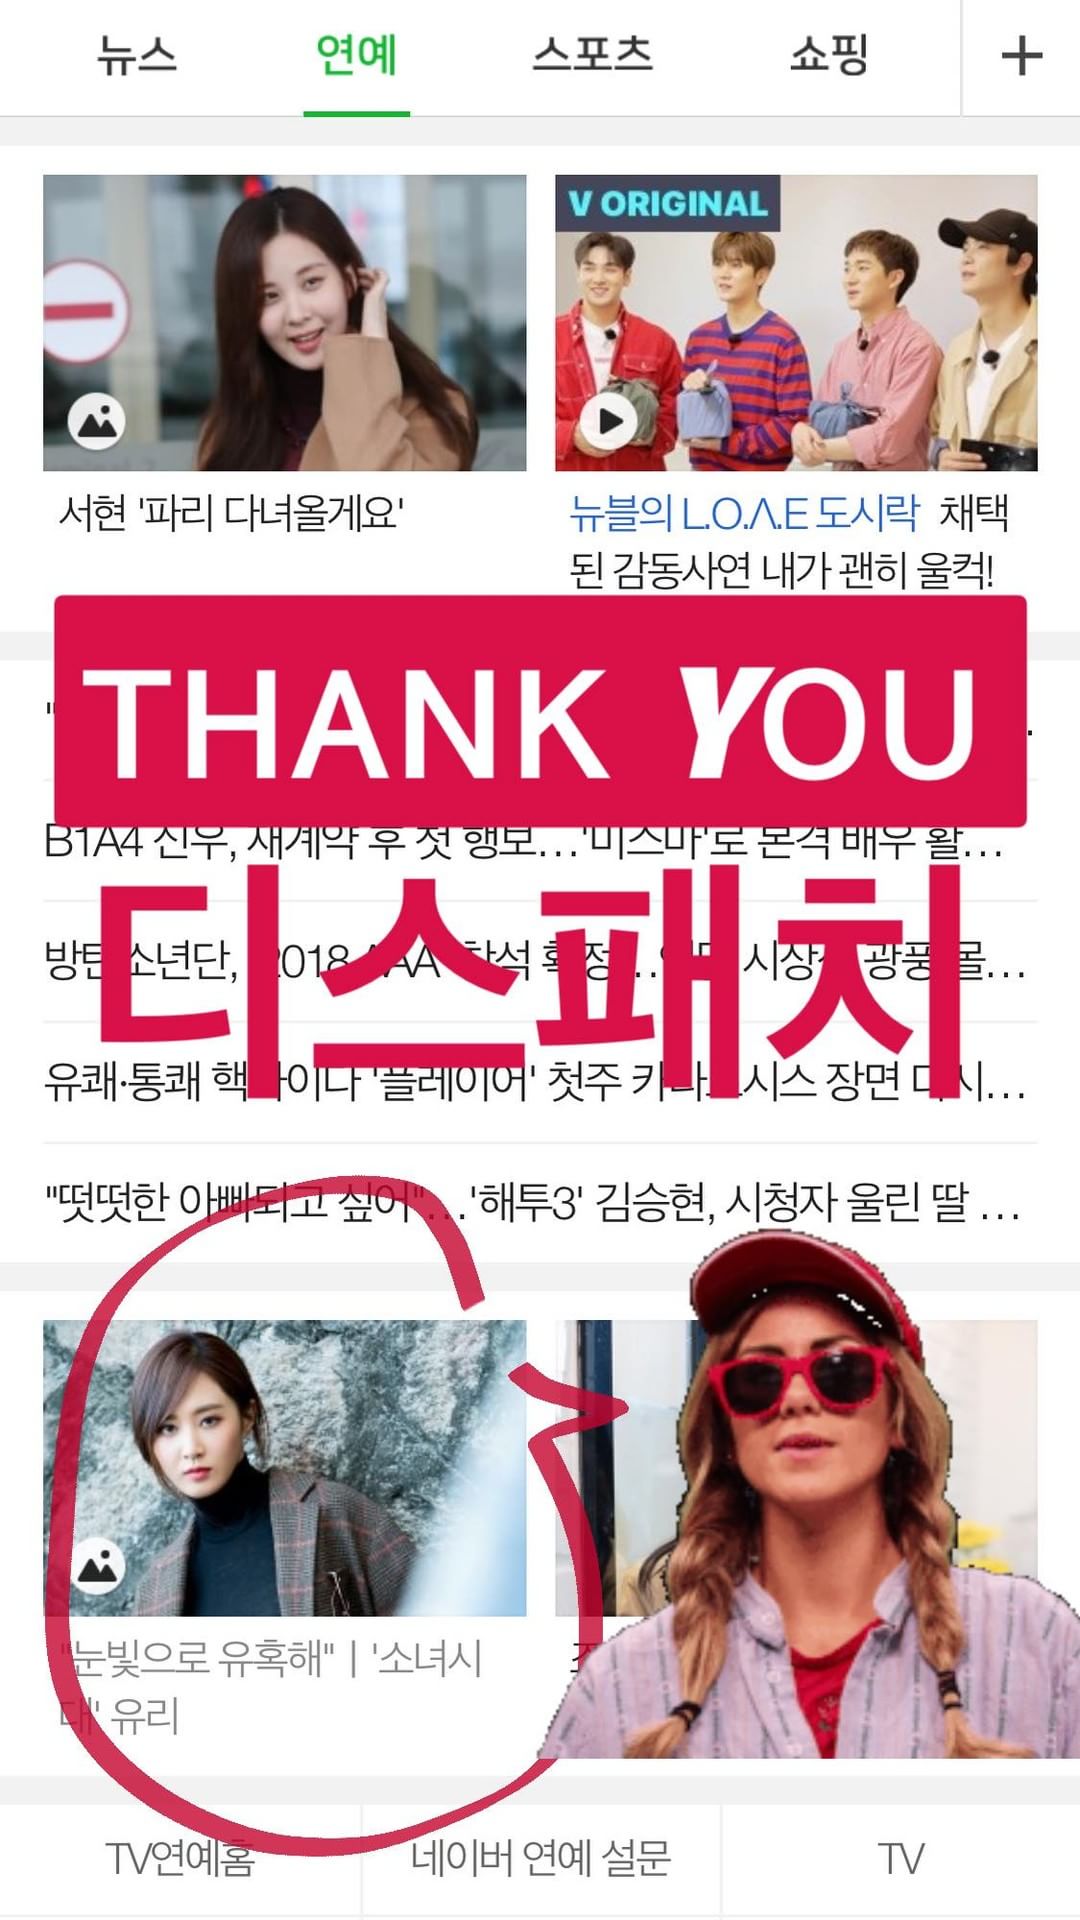 뉴스 연예 스포츠 쇼핑 +
V ORIGINAL
서현 '파리 다녀올게요'
뉴블의 L.O.Λ.E 도시락 채택
된 감동사연 내가 괜히 울컥!
THANK YOU
B1A4 신우, 재계약 후 첫 행보...'미스마'로 본격 배우 활...
디스패치
방탄소년단, 2018 AAA 참석 확정... 시상식 광풍 몰...
유쾌·통쾌 핵사이다 '플레이어' 첫주 카타르시스 장면 다시...
"떳떳한 아빠되고 싶어"...'해투3' 김승현, 시청자 울린 딸 ...
"눈빛으로 유혹해" | '소녀시
대' 유리
TV연예홈 네이버 연예 설문 TV